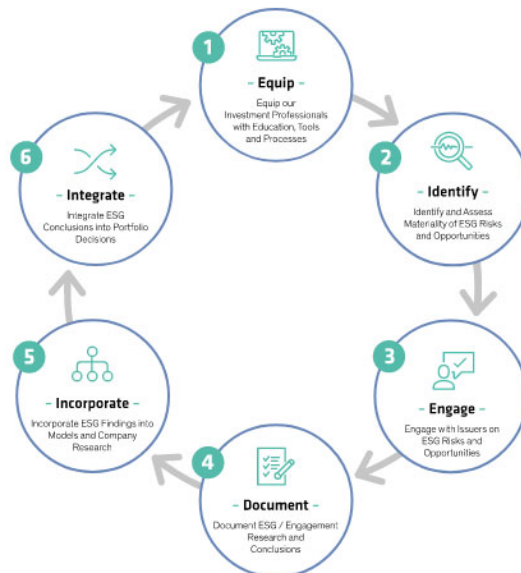 1
- Equip -
Equip our
Investment Professionals
with Education, Tools
and Processes
2
- Identify -
Identify and Assess
Materiality of ESG Risks
and Opportunities
3
- Engage -
Engage with Issuers on
ESG Risks and
Opportunities
4
- Document -
Document ESG / Engagement
Research and
Conclusions
5
- Incorporate -
Incorporate ESG Findings into
Models and Company
Research
6
- Integrate -
Integrate ESG
Conclusions into Portfolio
Decisions